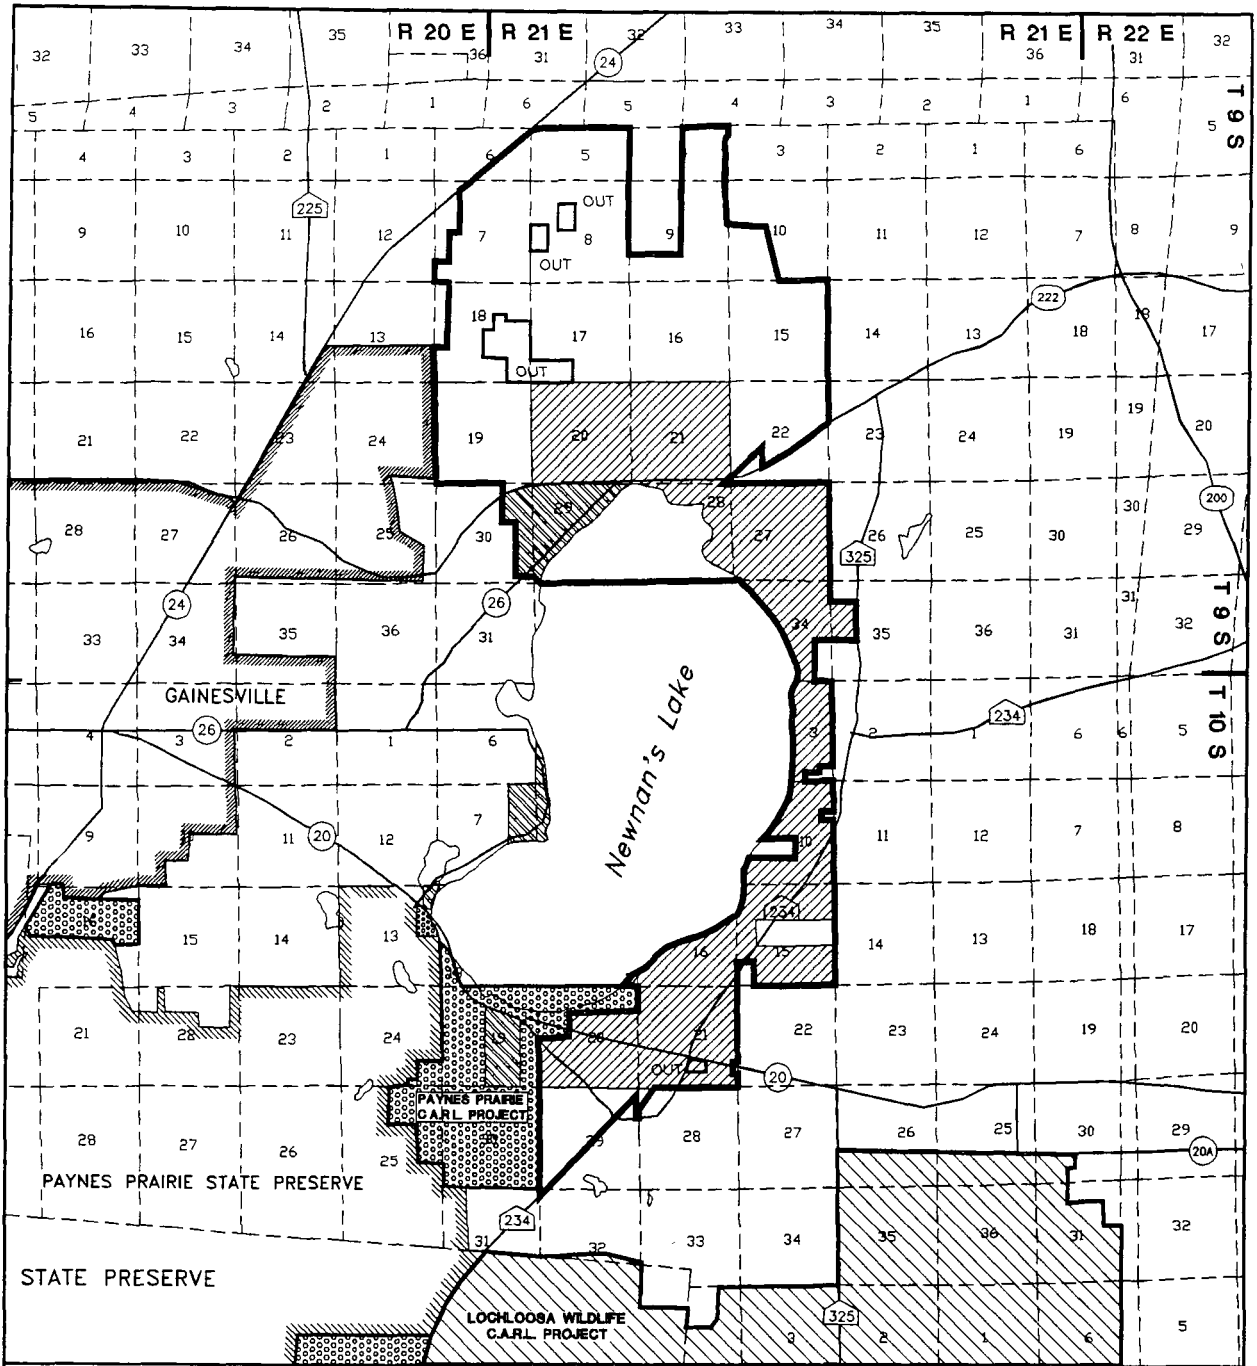 R 20 E R 21 E
R 21 E R 22 E
32 33 34 35 36 31 32 33 34 35 36 31 32
24
5 4 3 2 1 6 5 4 3 2 1 6 5
T 9 S
4 3 2 1 6 5 3 2 1 6
225
OUT
9 10 11 12 7 8 9 10 11 12 7 8 9
OUT
222
18 18
16 15 14 13 17 16 15 14 13 18 17
OUT
21 22 23 24 19 20 21 22 23 24 19 19 20
200
28 27 26 25 30 29 28 27 26 25 30 30 29
325
24 26
T 9 S
33 34 35 36 31 34 35 36 31 31 32
GAINESVILLE
Newnan's Lake
234
T 10 S
26
4 3 2 1 6 3 2 1 6 6 5
20
9 11 12 7 10 11 12 7 8
234
16 15 14 13 16 15 14 13 18 17
21 28 23 24 19 20 21 22 23 24 19 20
OUT
20
PAYNES PRAIRIE
C.A.R.L. PROJECT
28 27 26 25 29 28 27 26 25 30 29
20A
PAYNES PRAIRIE STATE PRESERVE
234
31 32 33 34 35 36 31 32
STATE PRESERVE
LOCHLOOSA WILDLIFE
C.A.R.L. PROJECT
325
3 2 1 6 5